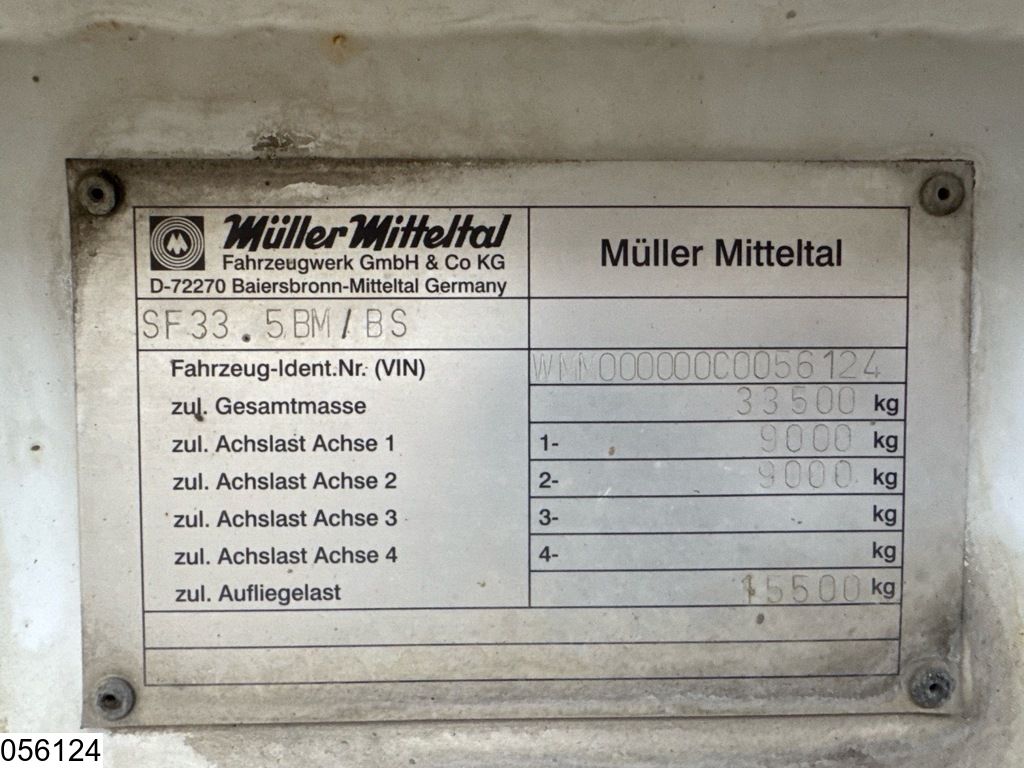 Müller Mitteltal
Fahrzeugwerk GmbH & Co KG
D-72270 Baiersbronn-Mitteltal Germany
Müller Mitteltal
SF33.5BM/BS
Fahrzeug-Ident.Nr. (VIN) WMM000000C0056124
zul. Gesamtmasse 33500 kg
zul. Achslast Achse 1 1- 9000 kg
zul. Achslast Achse 2 2- 9000 kg
zul. Achslast Achse 3 3- kg
zul. Achslast Achse 4 4- kg
zul. Aufliegelast 15500 kg
056124